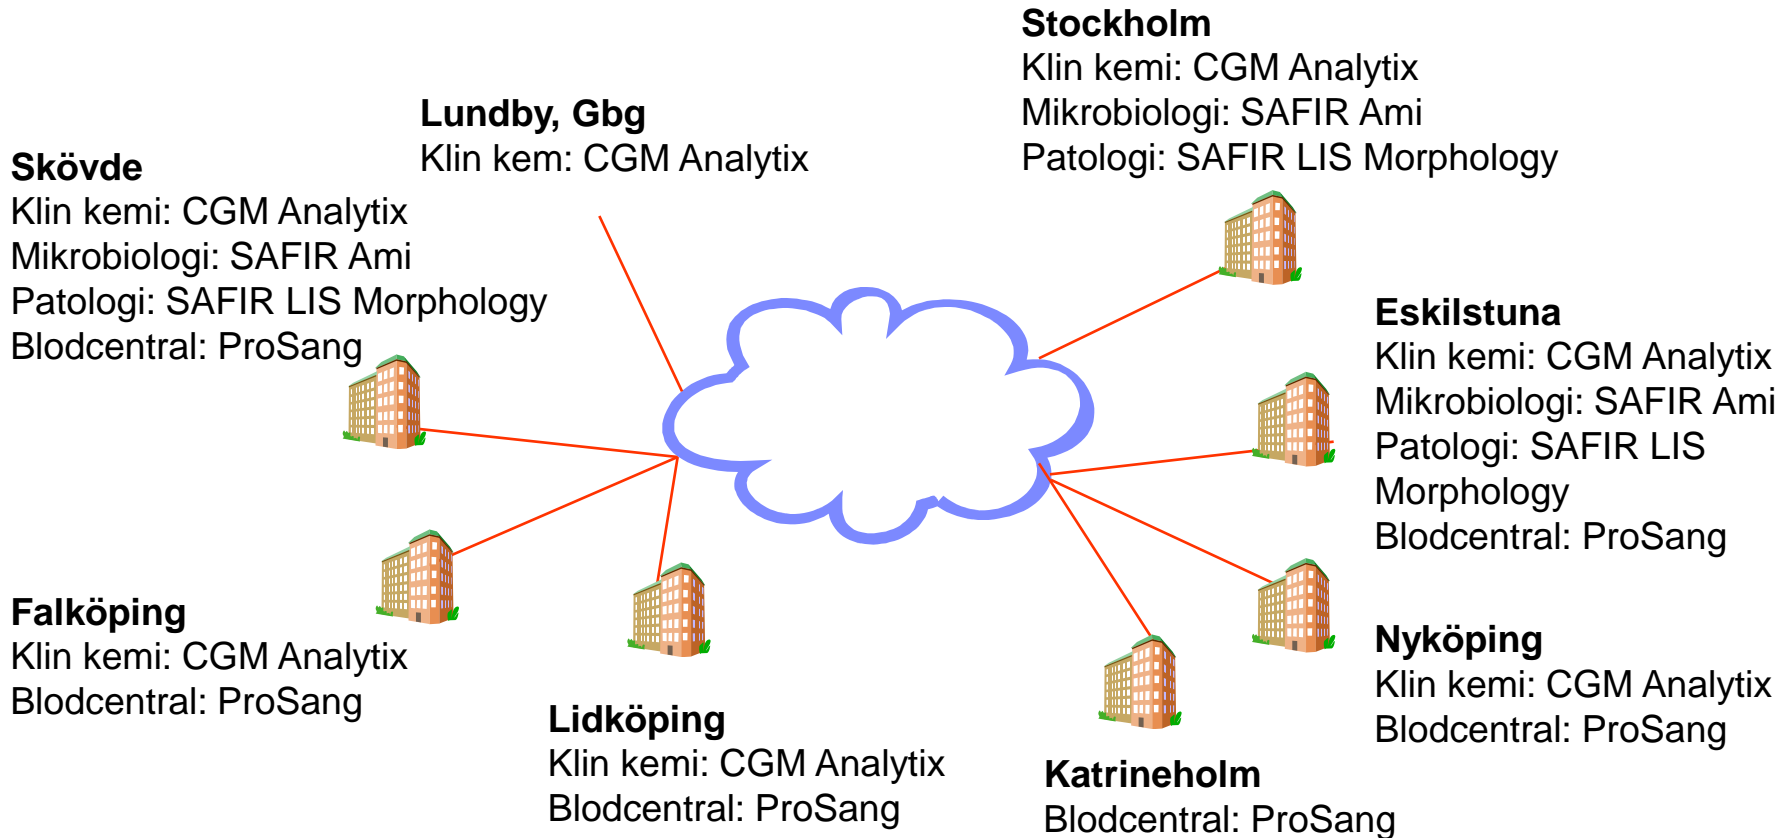 Stockholm
Klin kemi: CGM Analytix
Mikrobiologi: SAFIR Ami
Patologi: SAFIR LIS Morphology
Lundby, Gbg
Klin kem: CGM Analytix
Skövde
Klin kemi: CGM Analytix
Mikrobiologi: SAFIR Ami
Patologi: SAFIR LIS Morphology
Blodcentral: ProSang
Eskilstuna
Klin kemi: CGM Analytix
Mikrobiologi: SAFIR Ami
Patologi: SAFIR LIS
Morphology
Blodcentral: ProSang
Falköping
Klin kemi: CGM Analytix
Blodcentral: ProSang
Lidköping
Klin kemi: CGM Analytix
Blodcentral: ProSang
Katrineholm
Blodcentral: ProSang
Nyköping
Klin kemi: CGM Analytix
Blodcentral: ProSang